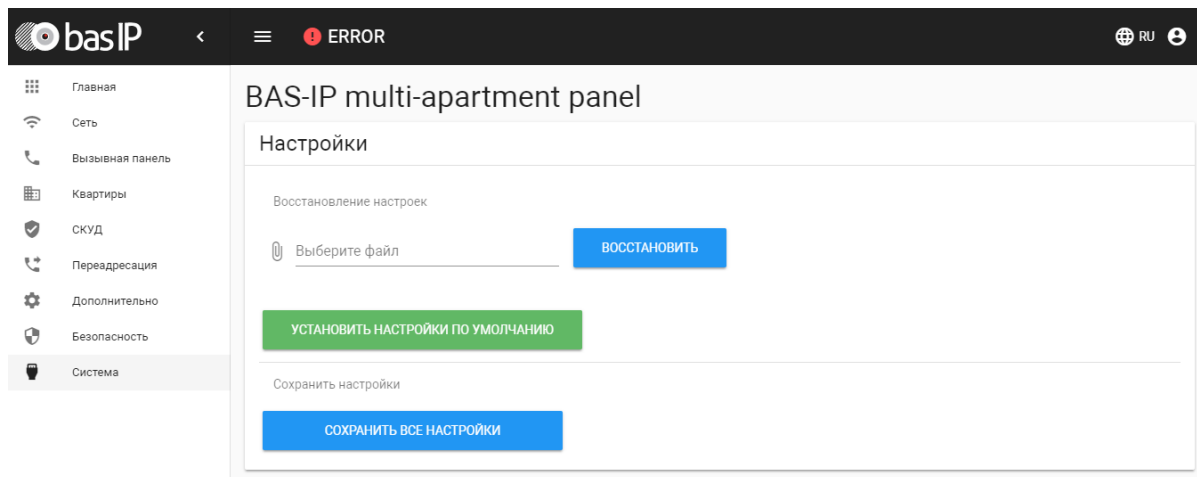 bas IP
ERROR
RU
Главная
Сеть
Вызывная панель
Квартиры
СКУД
Переадресация
Дополнительно
Безопасность
Система
BAS-IP multi-apartment panel
Настройки
Восстановление настроек
Выберите файл
ВОССТАНОВИТЬ
УСТАНОВИТЬ НАСТРОЙКИ ПО УМОЛЧАНИЮ
Сохранить настройки
СОХРАНИТЬ ВСЕ НАСТРОЙКИ